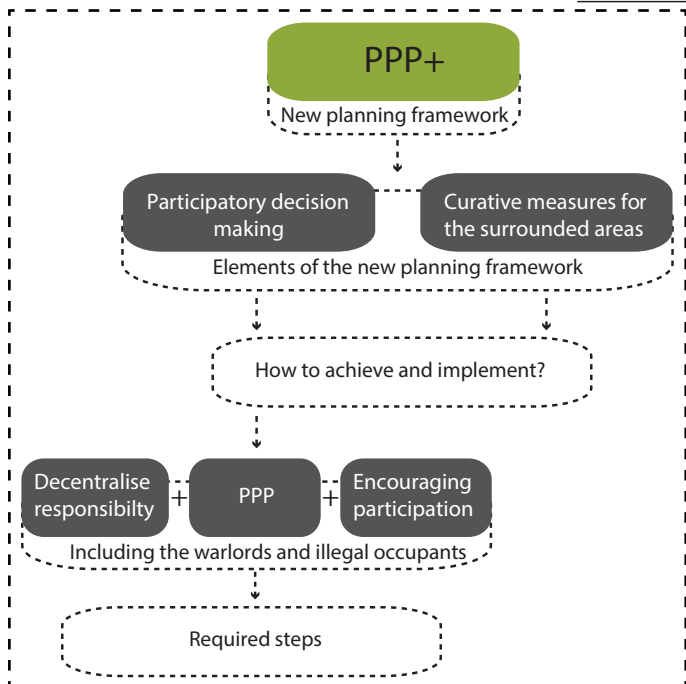 PPP+
New planning framework
Participatory decision
making
Curative measures for
the surrounded areas
Elements of the new planning framework
How to achieve and implement?
Decentralise
responsibilty
+
PPP
+
Encouraging
participation
Including the warlords and illegal occupants
Required steps